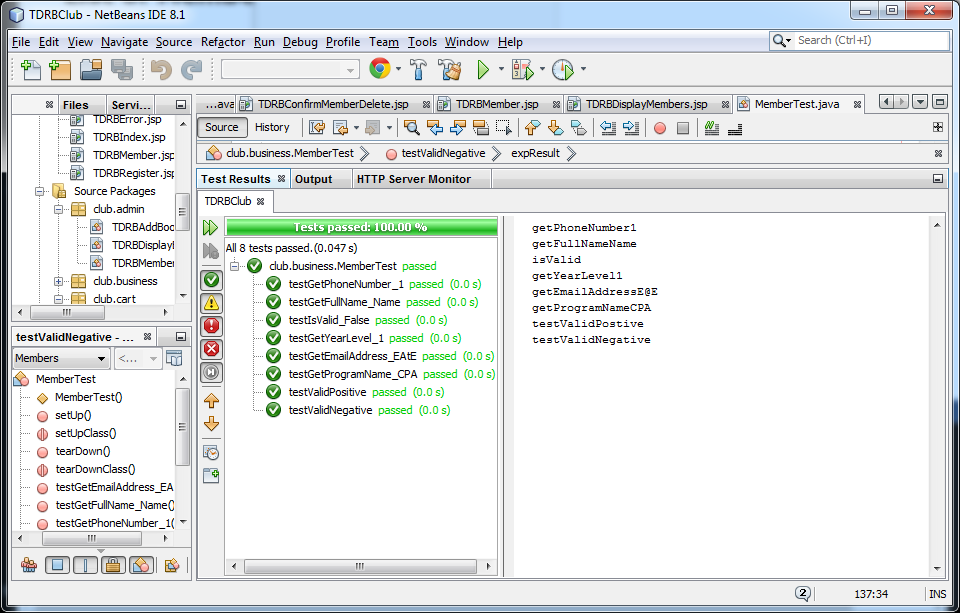 TDRBClub - NetBeans IDE 8.1
File Edit View Navigate Source Refactor Run Debug Profile Team Tools Window Help
Search (Ctrl+I)
Files Servi...
TDRBError.jsp
TDRBIndex.jsp
TDRBMember.jsp
TDRBRegister.jsp
Source Packages
club.admin
TDRBAddBoo
TDRBDisplayI
TDRBMember
club.business
club.cart
testValidNegative - ...
Members <...
MemberTest
MemberTest()
setUp()
setUpClass()
tearDown()
tearDownClass()
testGetEmailAddress_EA
testGetFullName_Name()
testGetPhoneNumber_1(
...ava TDRBConfirmMemberDelete.jsp TDRBMember.jsp TDRBDisplayMembers.jsp MemberTest.java
Source History
club.business.MemberTest testValidNegative expResult
Test Results Output HTTP Server Monitor
TDRBClub
Tests passed: 100.00 %
All 8 tests passed.(0.047 s)
club.business.MemberTest passed
testGetPhoneNumber_1 passed (0.0 s)
testGetFullName_Name passed (0.0 s)
testIsValid_False passed (0.0 s)
testGetYearLevel_1 passed (0.0 s)
testGetEmailAddress_EAtE passed (0.0 s)
testGetProgramName_CPA passed (0.0 s)
testValidPositive passed (0.0 s)
testValidNegative passed (0.0 s)
getPhoneNumber1
getFullNameName
isValid
getYearLevel1
getEmailAddressE@E
getProgramNameCPA
testValidPostive
testValidNegative
2
137:34
INS